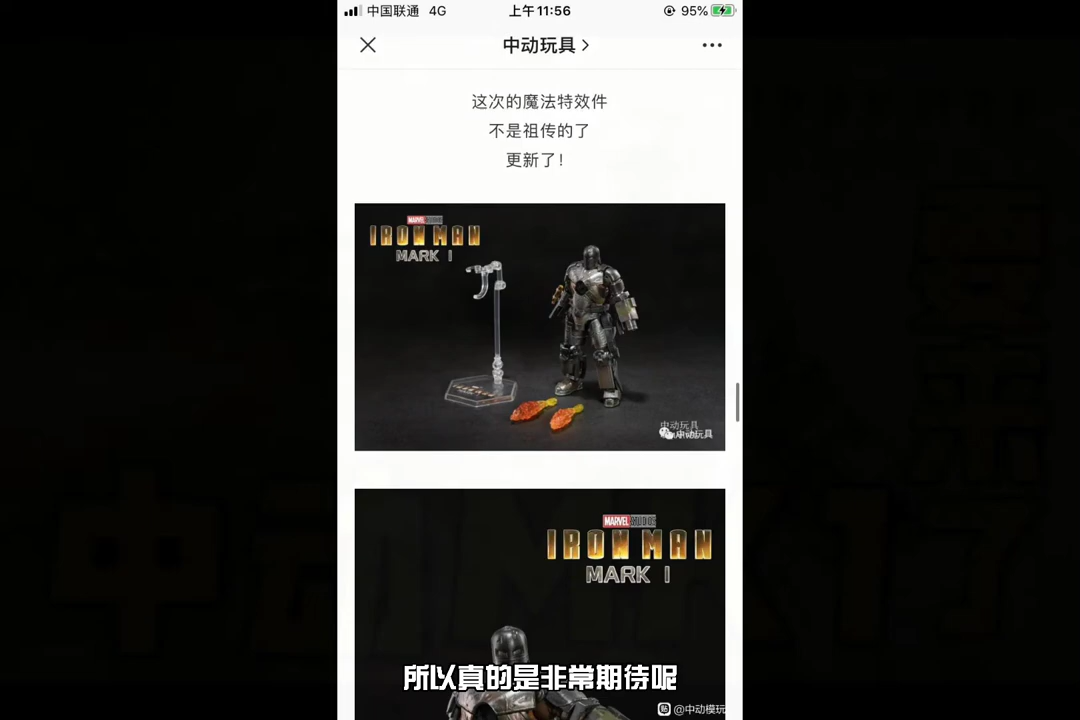 中国联通 4G
上午11:56
95%
中动玩具
这次的魔法特效件
不是祖传的了
更新了!
MARVEL STUDIOS
IRON MAN
MARK I
中动玩具
中动玩具
MARVEL STUDIOS
IRON MAN
MARK I
所以真的是非常期待呢
@中动模玩